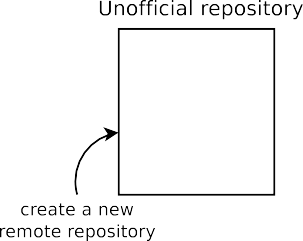 Unofficial repository
create a new
remote repository